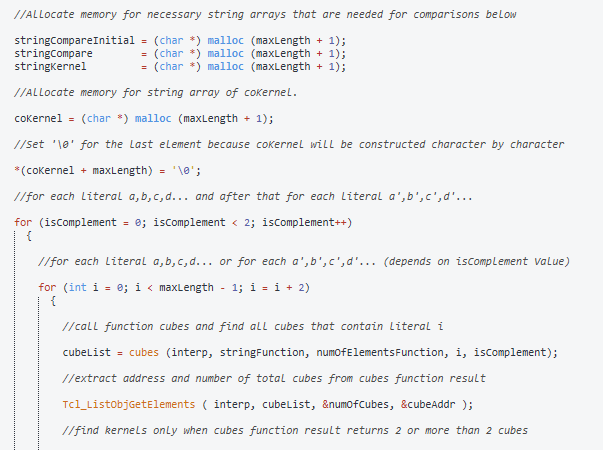 //Allocate memory for necessary string arrays that are needed for comparisons below
stringCompareInitial = (char *) malloc (maxLength + 1);
stringCompare = (char *) malloc (maxLength + 1);
stringKernel = (char *) malloc (maxLength + 1);
//Allocate memory for string array of coKernel.
coKernel = (char *) malloc (maxLength + 1);
//Set '\0' for the last element because coKernel will be constructed character by character
*(coKernel + maxLength) = '\0';
//for each literal a,b,c,d... and after that for each literal a',b',c',d'...
for (isComplement = 0; isComplement < 2; isComplement++)
{
//for each literal a,b,c,d... or for each a',b',c',d'... (depends on isComplement Value)
for (int i = 0; i < maxLength - 1; i = i + 2)
{
//call function cubes and find all cubes that contain literal i
cubeList = cubes (interp, stringFunction, numOfElementsFunction, i, isComplement);
//extract address and number of total cubes from cubes function result
Tcl_ListObjGetElements ( interp, cubeList, &numOfCubes, &cubeAddr );
//find kernels only when cubes function result returns 2 or more than 2 cubes